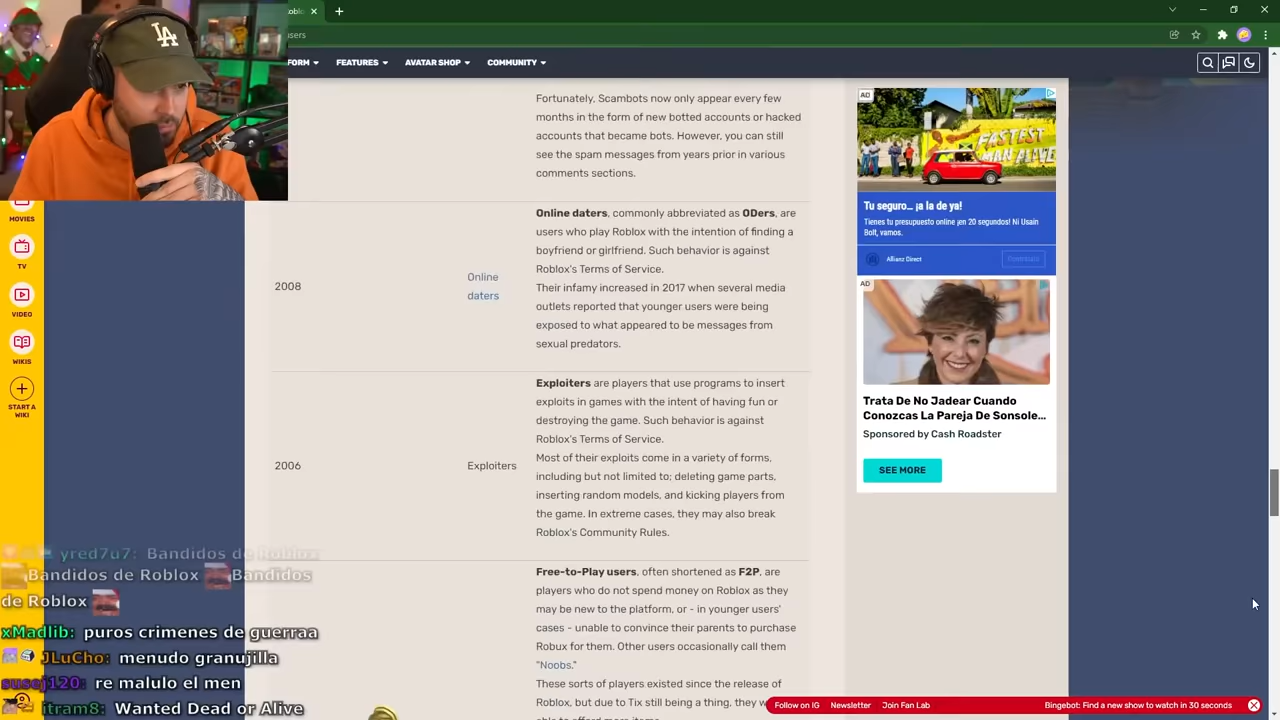 obl
users
FORM
FEATURES
AVATAR SHOP
COMMUNITY
LA
MOVIES
TV
VIDEO
WIKIS
START A
WIKI
Fortunately, Scambots now only appear every few
months in the form of new botted accounts or hacked
accounts that became bots. However, you can still
see the spam messages from years prior in various
comments sections.
2008
Online
daters
Online daters, commonly abbreviated as ODers, are
users who play Roblox with the intention of finding a
boyfriend or girlfriend. Such behavior is against
Roblox's Terms of Service.
Their infamy increased in 2017 when several media
outlets reported that younger users were being
exposed to what appeared to be messages from
sexual predators.
2006
Exploiters
Exploiters are players that use programs to insert
exploits in games with the intent of having fun or
destroying the game. Such behavior is against
Roblox's Terms of Service.
Most of their exploits come in a variety of forms,
including but not limited to; deleting game parts,
inserting random models, and kicking players from
the game. In extreme cases, they may also break
Roblox's Community Rules.
Free-to-Play users, often shortened as F2P, are
players who do not spend money on Roblox as they
may be new to the platform, or - in younger users'
cases - unable to convince their parents to purchase
Robux for them. Other users occasionally call them
"Noobs."
These sorts of players existed since the release of
Roblox, but due to Tix still being a thing, they w
AD
FASTEST
MAN ALIVE
Tu seguro... ¡a la de ya!
Tienes tu presupuesto online ¡en 20 segundos! Ni Usain
Bolt, vamos.
Allianz Direct
AD
Trata De No Jadear Cuando
Conozcas La Pareja De Sonsole...
Sponsored by Cash Roadster
SEE MORE
yred7u7: Bandidos de Roblox
Bandidos de Roblox Bandidos
de Roblox
xMadlib: puros crimenes de guerraa
JLuCho: menudo granujilla
susej120: re malulo el men
itram8: Wanted Dead or Alive
Follow on IG
Newsletter
Join Fan Lab
Bingebot: Find a new show to watch in 30 seconds